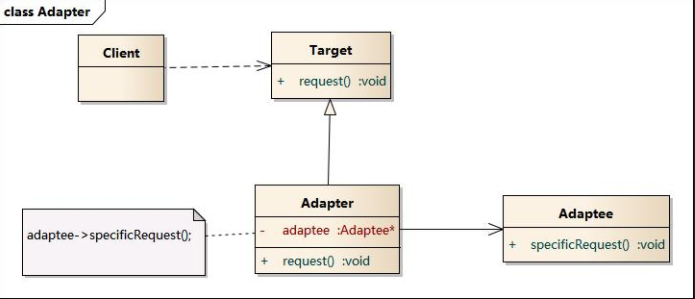 class Adapter
Client
Target
+ request() :void
Adapter
- adaptee :Adaptee*
+ request() :void
adaptee->specificRequest();
Adaptee
+ specificRequest() :void